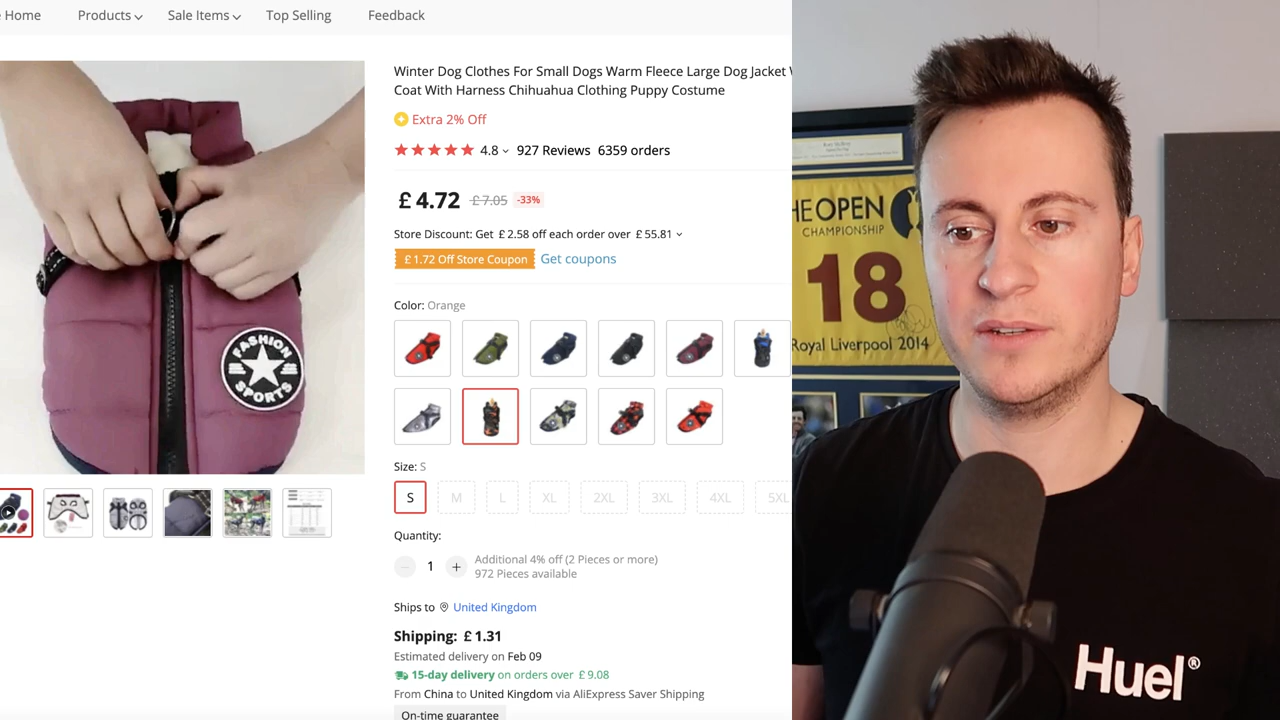 Home
Products
Sale Items
Top Selling
Feedback
Winter Dog Clothes For Small Dogs Warm Fleece Large Dog Jacket
Coat With Harness Chihuahua Clothing Puppy Costume
Extra 2% Off
4.8
927 Reviews
6359 orders
£ 4.72
£ 7.05
-33%
Store Discount: Get £ 2.58 off each order over £ 55.81
£ 1.72 Off Store Coupon
Get coupons
Color: Orange
FASHION
SPORTS
Size: S
S
M
L
XL
2XL
3XL
4XL
5XL
Quantity:
1
+
Additional 4% off (2 Pieces or more)
972 Pieces available
Ships to United Kingdom
Shipping: £ 1.31
Estimated delivery on Feb 09
15-day delivery on orders over £ 9.08
From China to United Kingdom via AliExpress Saver Shipping
On-time guarantee
HE OPEN
CHAMPIONSHIP
18
Royal Liverpool 2014
Huel®